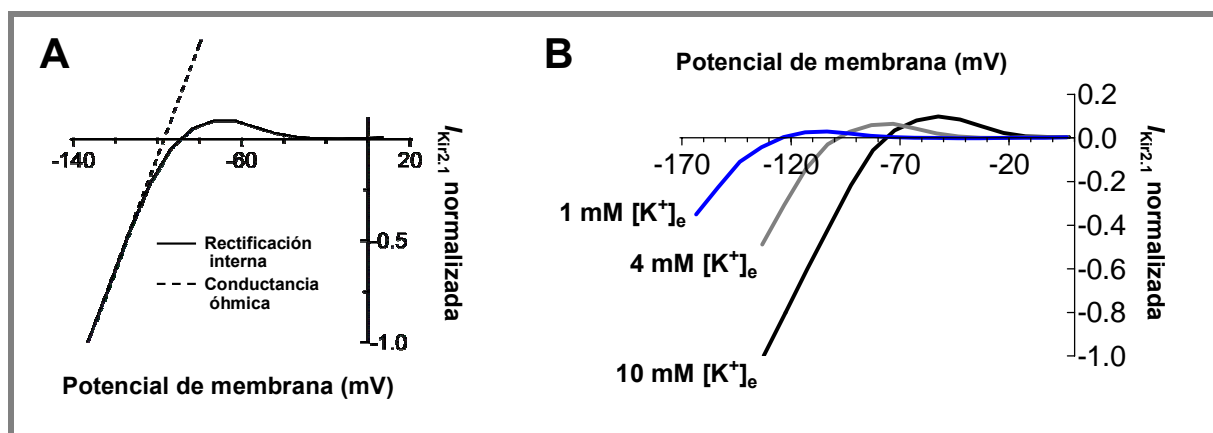 A
-140
-60
20
-0.5
-1.0
Rectificación
interna
Conductancia
óhmica
I Kir2.1 normalizada
Potencial de membrana (mV)
B
Potencial de membrana (mV)
0.2
0.0
-0.2
-0.4
-0.6
-0.8
-1.0
-170
-120
-70
-20
1 mM [K+]e
4 mM [K+]e
10 mM [K+]e
I Kir2.1 normalizada